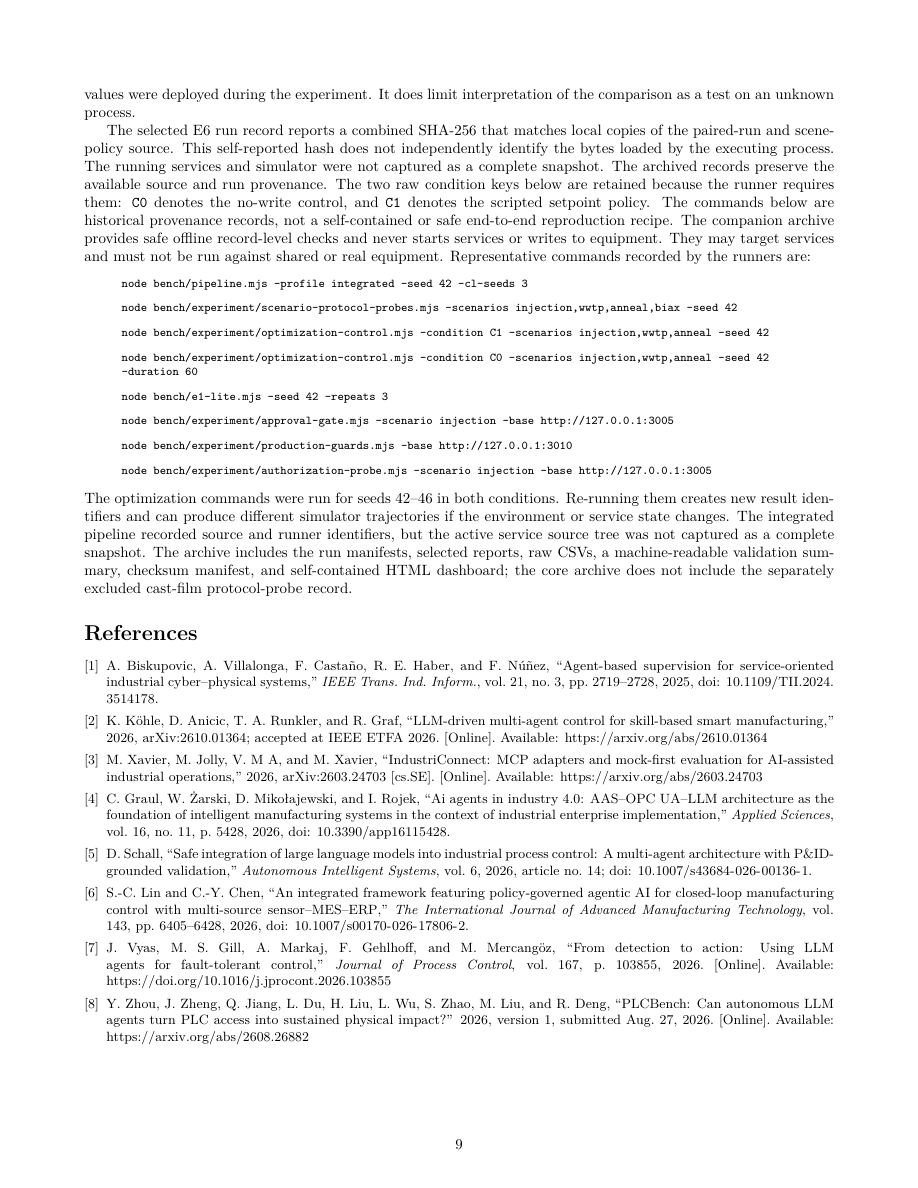 values were deployed during the experiment. It does limit interpretation of the comparison as a test on an unknown
process.
The selected E6 run record reports a combined SHA-256 that matches local copies of the paired-run and scene-
policy source. This self-reported hash does not independently identify the bytes loaded by the executing process.
The running services and simulator were not captured as a complete snapshot. The archived records preserve the
available source and run provenance. The two raw condition keys below are retained because the runner requires
them: C0 denotes the no-write control, and C1 denotes the scripted setpoint policy. The commands below are
historical provenance records, not a self-contained or safe end-to-end reproduction recipe. The companion archive
provides safe offline record-level checks and never starts services or writes to equipment. They may target services
and must not be run against shared or real equipment. Representative commands recorded by the runners are:
node bench/pipeline.mjs -profile integrated -seed 42 -cl-seeds 3
node bench/experiment/scenario-protocol-probes.mjs -scenarios injection,wwtp,anneal,biax -seed 42
node bench/experiment/optimization-control.mjs -condition C1 -scenarios injection,wwtp,anneal -seed 42
node bench/experiment/optimization-control.mjs -condition C0 -scenarios injection,wwtp,anneal -seed 42
-duration 60
node bench/e1-lite.mjs -seed 42 -repeats 3
node bench/experiment/approval-gate.mjs -scenario injection -base http://127.0.0.1:3005
node bench/experiment/production-guards.mjs -base http://127.0.0.1:3010
node bench/experiment/authorization-probe.mjs -scenario injection -base http://127.0.0.1:3005
The optimization commands were run for seeds 42–46 in both conditions. Re-running them creates new result iden-
tifiers and can produce different simulator trajectories if the environment or service state changes. The integrated
pipeline recorded source and runner identifiers, but the active service source tree was not captured as a complete
snapshot. The archive includes the run manifests, selected reports, raw CSVs, a machine-readable validation sum-
mary, checksum manifest, and self-contained HTML dashboard; the core archive does not include the separately
excluded cast-film protocol-probe record.
References
[1] A. Biskupovic, A. Villalonga, F. Castaño, R. E. Haber, and F. Núñez, “Agent-based supervision for service-oriented
industrial cyber–physical systems,” IEEE Trans. Ind. Inform., vol. 21, no. 3, pp. 2719–2728, 2025, doi: 10.1109/TII.2024.
3514178.
[2] K. Köhle, D. Anicic, T. A. Runkler, and R. Graf, “LLM-driven multi-agent control for skill-based smart manufacturing,”
2026, arXiv:2610.01364; accepted at IEEE ETFA 2026. [Online]. Available: https://arxiv.org/abs/2610.01364
[3] M. Xavier, M. Jolly, V. M A, and M. Xavier, “IndustriConnect: MCP adapters and mock-first evaluation for AI-assisted
industrial operations,” 2026, arXiv:2603.24703 [cs.SE]. [Online]. Available: https://arxiv.org/abs/2603.24703
[4] C. Graul, W. Żarski, D. Mikołajewski, and I. Rojek, “Ai agents in industry 4.0: AAS–OPC UA–LLM architecture as the
foundation of intelligent manufacturing systems in the context of industrial enterprise implementation,” Applied Sciences,
vol. 16, no. 11, p. 5428, 2026, doi: 10.3390/app16115428.
[5] D. Schall, “Safe integration of large language models into industrial process control: A multi-agent architecture with P&ID-
grounded validation,” Autonomous Intelligent Systems, vol. 6, 2026, article no. 14; doi: 10.1007/s43684-026-00136-1.
[6] S.-C. Lin and C.-Y. Chen, “An integrated framework featuring policy-governed agentic AI for closed-loop manufacturing
control with multi-source sensor–MES–ERP,” The International Journal of Advanced Manufacturing Technology, vol.
143, pp. 6405–6428, 2026, doi: 10.1007/s00170-026-17806-2.
[7] J. Vyas, M. S. Gill, A. Markaj, F. Gehlhoff, and M. Mercangöz, “From detection to action: Using LLM
agents for fault-tolerant control,” Journal of Process Control, vol. 167, p. 103855, 2026. [Online]. Available:
https://doi.org/10.1016/j.jprocont.2026.103855
[8] Y. Zhou, J. Zheng, Q. Jiang, L. Du, H. Liu, L. Wu, S. Zhao, M. Liu, and R. Deng, “PLCBench: Can autonomous LLM
agents turn PLC access into sustained physical impact?” 2026, version 1, submitted Aug. 27, 2026. [Online]. Available:
https://arxiv.org/abs/2608.26882
9